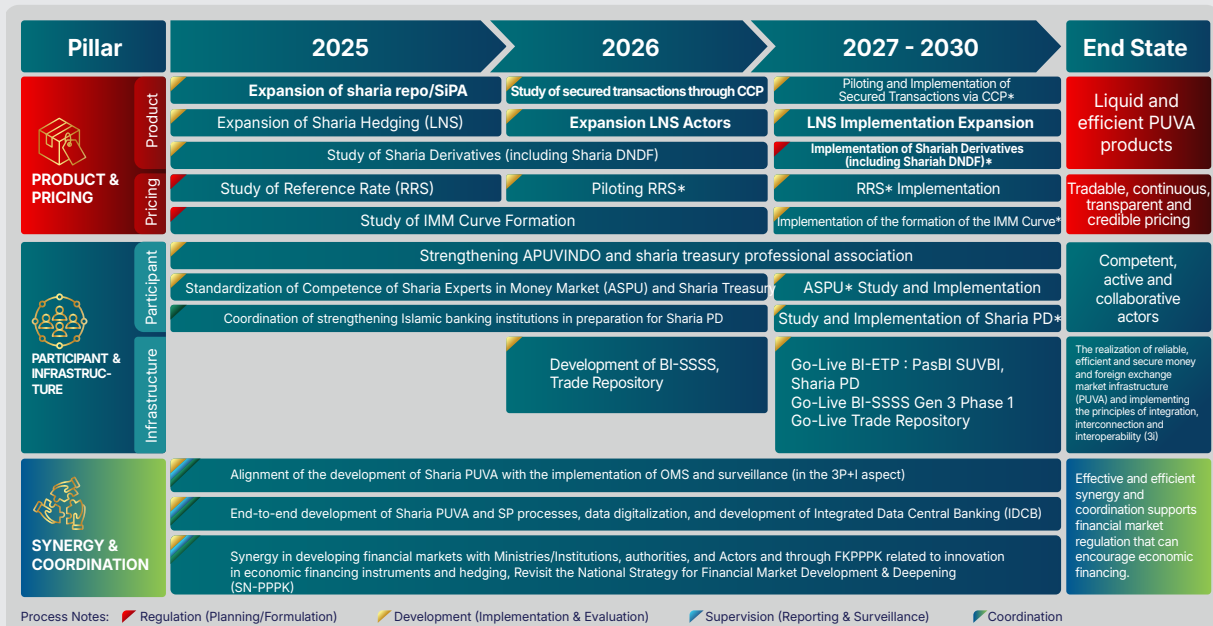 Pillar
2025
2026
2027 - 2030
End State
PRODUCT &
PRICING
Product
Expansion of sharia repo/SiPA
Study of secured transactions through CCP
Piloting and Implementation of
Secured Transactions via CCP*
Liquid and
efficient PUVA
products
Expansion of Sharia Hedging (LNS)
Expansion LNS Actors
LNS Implementation Expansion
Study of Sharia Derivatives (including Sharia DNDF)
Implementation of Shariah Derivatives
(including Shariah DNDF)*
Pricing
Study of Reference Rate (RRS)
Piloting RRS*
RRS* Implementation
Tradable, continuous,
transparent and
credible pricing
Study of IMM Curve Formation
Implementation of the formation of the IMM Curve*
PARTICIPANT &
INFRASTRUC-
TURE
Participant
Strengthening APUVINDO and sharia treasury professional association
Competent,
active and
collaborative
actors
Standardization of Competence of Sharia Experts in Money Market (ASPU) and Sharia Treasury
ASPU* Study and Implementation
Coordination of strengthening Islamic banking institutions in preparation for Sharia PD
Study and Implementation of Sharia PD*
Infrastructure
Development of BI-SSSS,
Trade Repository
Go-Live BI-ETP : PasBI SUVBI,
Sharia PD
Go-Live BI-SSSS Gen 3 Phase 1
Go-Live Trade Repository
The realization of reliable,
efficient and secure money
and foreign exchange
market infrastructure
(PUVA) and implementing
the principles of integration,
interconnection and
interoperability (3i)
SYNERGY &
COORDINATION
Alignment of the development of Sharia PUVA with the implementation of OMS and surveillance (in the 3P+I aspect)
End-to-end development of Sharia PUVA and SP processes, data digitalization, and development of Integrated Data Central Banking (IDCB)
Synergy in developing financial markets with Ministries/Institutions, authorities, and Actors and through FKPPPK related to innovation
in economic financing instruments and hedging, Revisit the National Strategy for Financial Market Development & Deepening
(SN-PPPK)
Effective and efficient
synergy and
coordination supports
financial market
regulation that can
encourage economic
financing.
Process Notes:
Regulation (Planning/Formulation)
Development (Implementation & Evaluation)
Supervision (Reporting & Surveillance)
Coordination